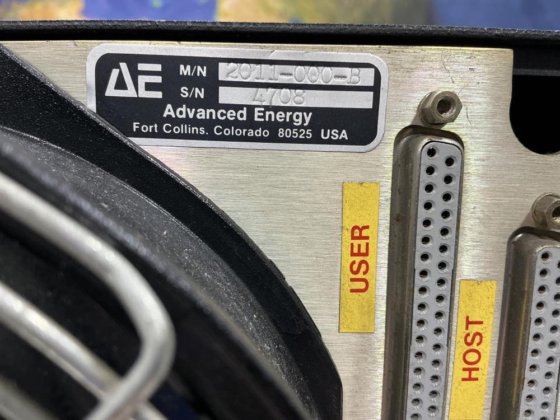 AE M/N 2011-000-B
S/N 4708
Advanced Energy
Fort Collins. Colorado 80525 USA
USER
HOST